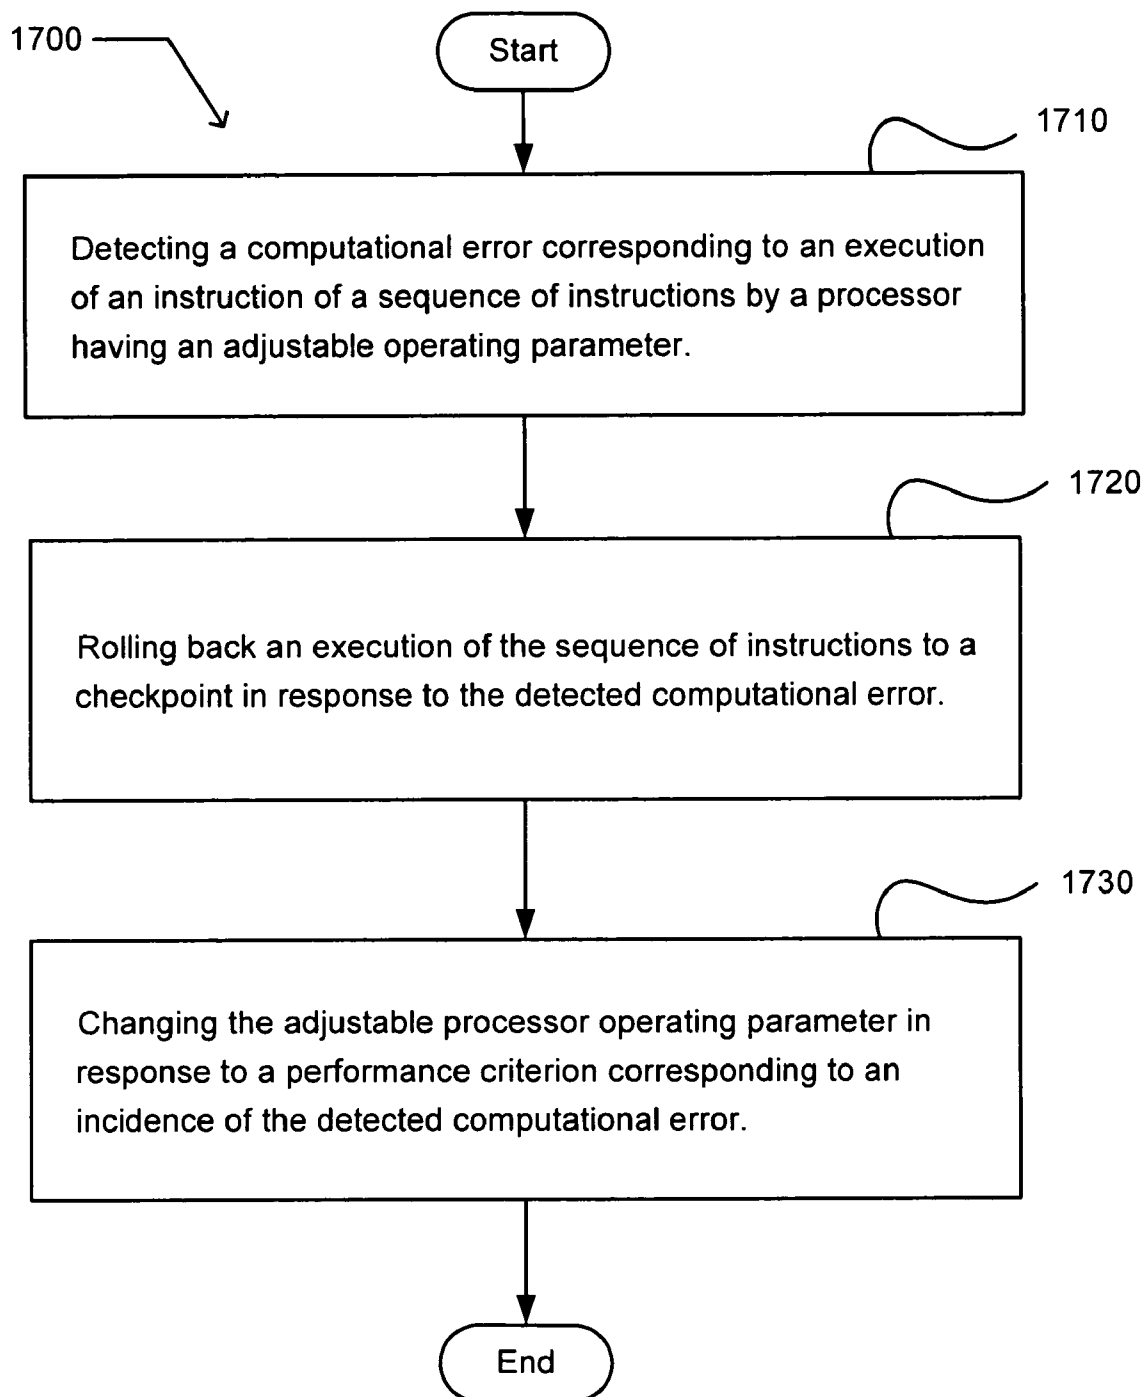 1700
Start
1710
Detecting a computational error corresponding to an execution
of an instruction of a sequence of instructions by a processor
having an adjustable operating parameter.
1720
Rolling back an execution of the sequence of instructions to a
checkpoint in response to the detected computational error.
1730
Changing the adjustable processor operating parameter in
response to a performance criterion corresponding to an
incidence of the detected computational error.
End